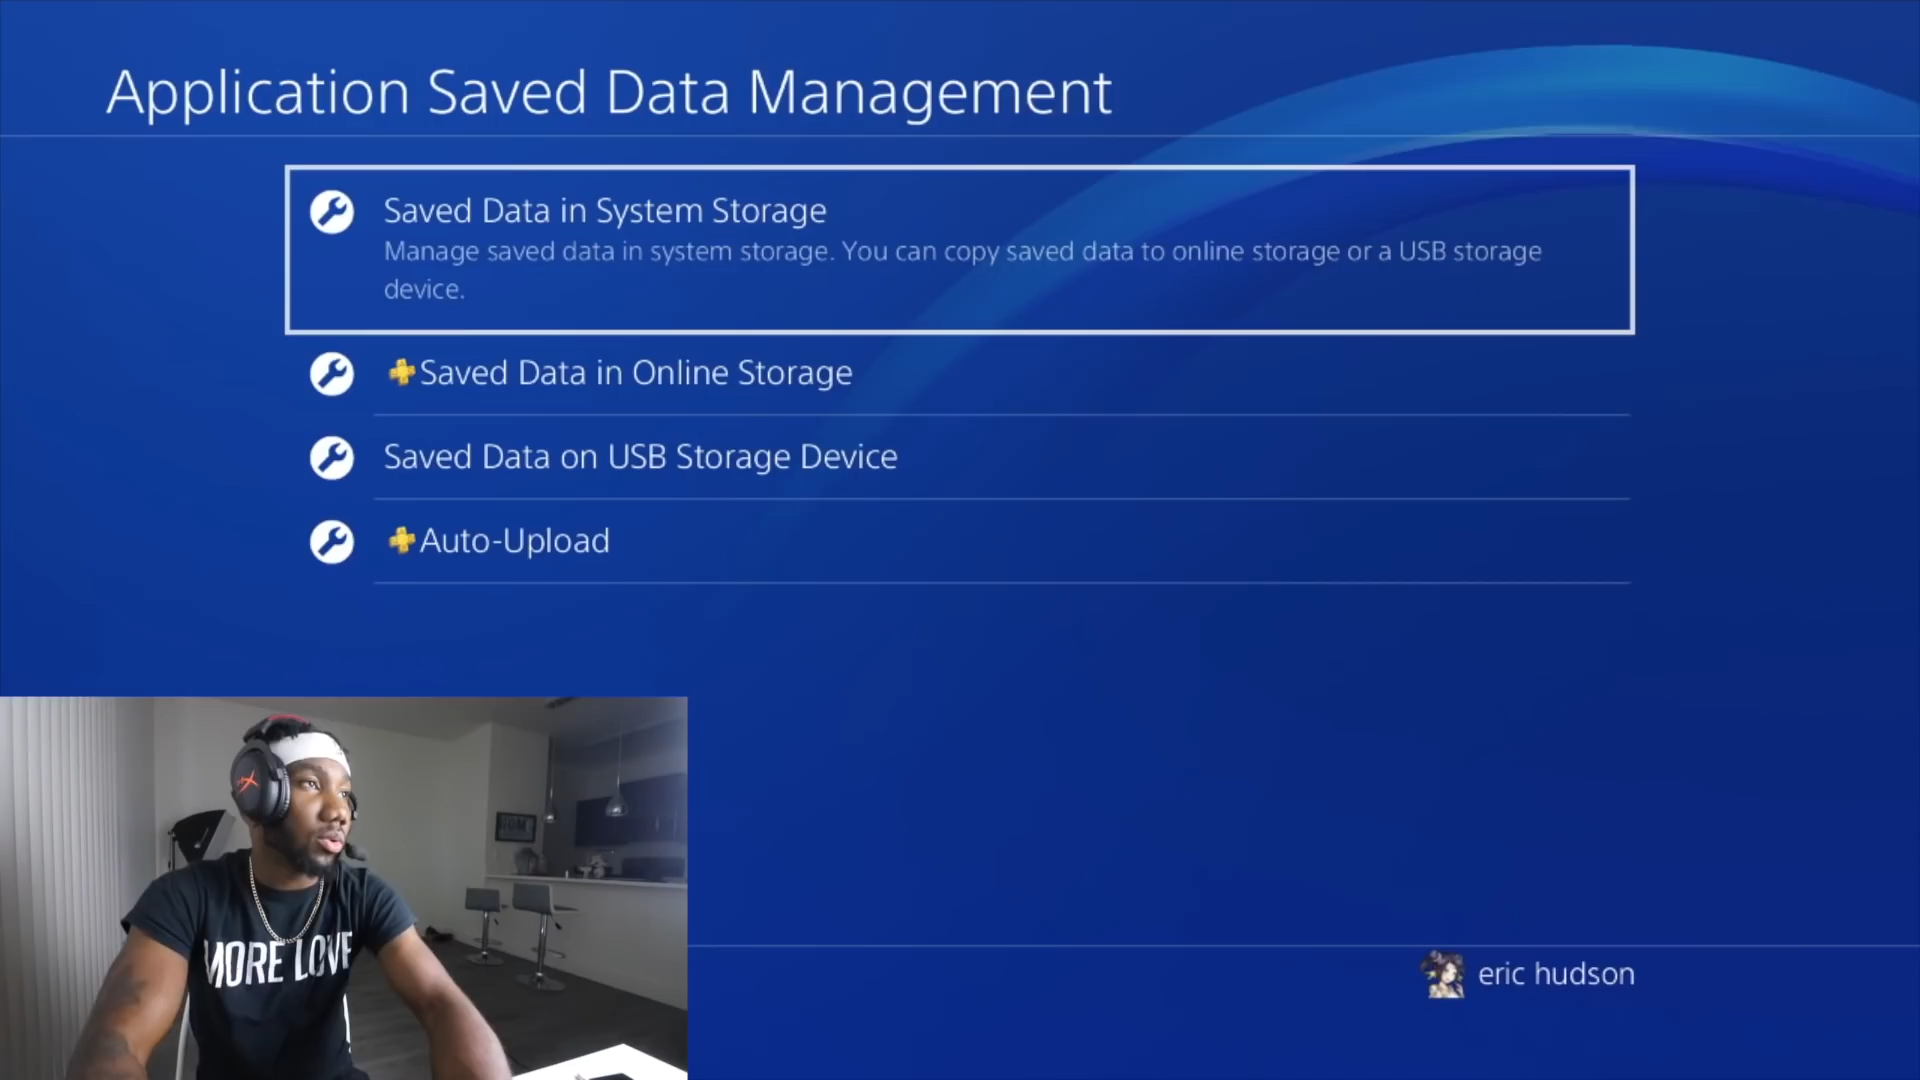 Application Saved Data Management
Saved Data in System Storage
Manage saved data in system storage. You can copy saved data to online storage or a USB storage
device.
Saved Data in Online Storage
Saved Data on USB Storage Device
Auto-Upload
MORE LOVE
eric hudson